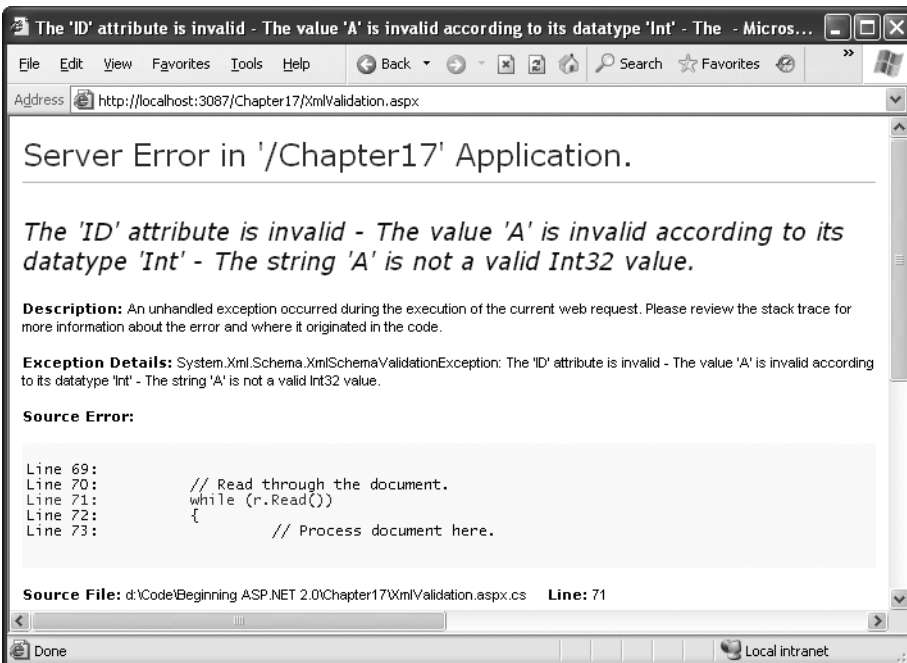 The 'ID' attribute is invalid - The value 'A' is invalid according to its datatype 'Int' - The - Micros...
File Edit View Favorites Tools Help Back Search Favorites »
Address http://localhost:3087/Chapter17/XmlValidation.aspx
Server Error in '/Chapter17' Application.
The 'ID' attribute is invalid - The value 'A' is invalid according to its
datatype 'Int' - The string 'A' is not a valid Int32 value.
Description: An unhandled exception occurred during the execution of the current web request. Please review the stack trace for
more information about the error and where it originated in the code.
Exception Details: System.Xml.Schema.XmlSchemaValidationException: The 'ID' attribute is invalid - The value 'A' is invalid according
to its datatype 'Int' - The string 'A' is not a valid Int32 value.
Source Error:
Line 69:
Line 70: // Read through the document.
Line 71: while (r.Read())
Line 72: {
Line 73: // Process document here.
Source File: d:\Code\Beginning ASP.NET 2.0\Chapter17\XmlValidation.aspx.cs Line: 71
Done Local intranet